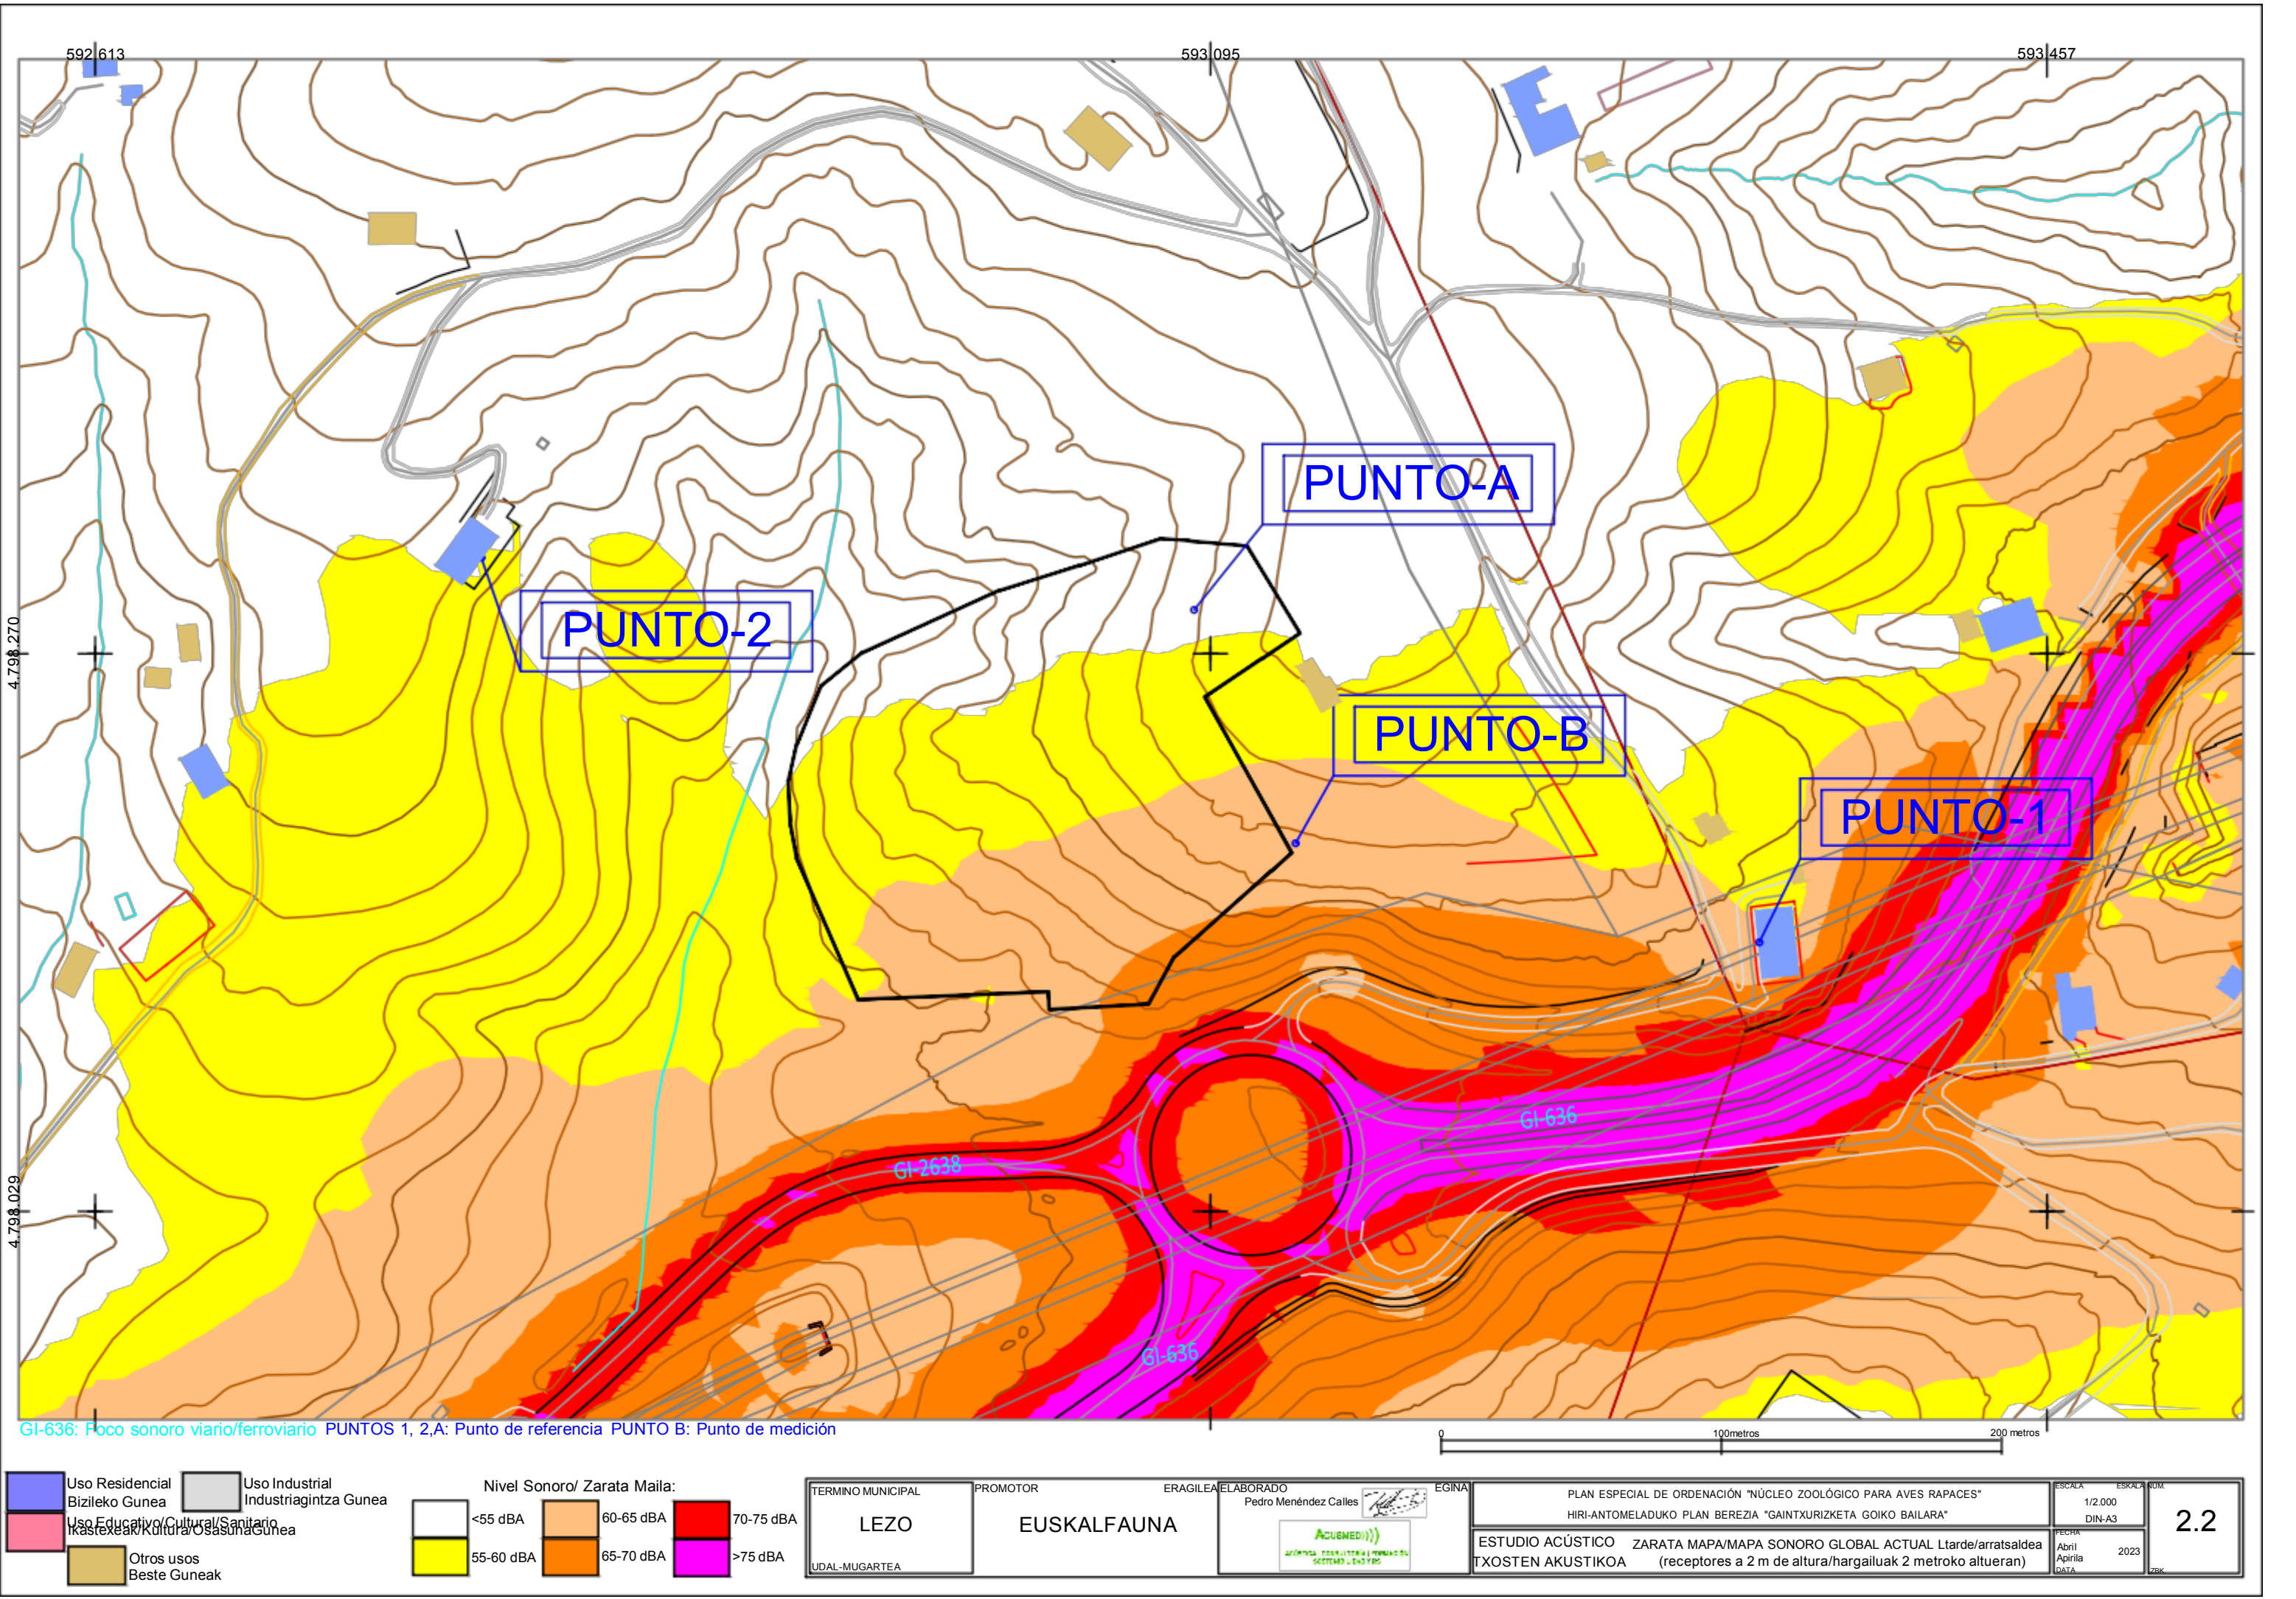 592.613
593.095
593.457
PUNTO-A
4.798.270
PUNTO-2
PUNTO-B
PUNTO-1
GI-636
GI-2638
4.798.029
GI-636
GI-636: Foco sonoro viario/ferroviario PUNTOS 1, 2,A: Punto de referencia PUNTO B: Punto de medición
0 100metros 200 metros
Uso Residencial
Bizileko Gunea
Uso Industrial
Industriagintza Gunea
Uso Educativo/Cultural/Sanitario
Ikastexeak/Kultura/OsasunaGunea
Otros usos
Beste Guneak
Nivel Sonoro/ Zarata Maila:
<55 dBA
60-65 dBA
70-75 dBA
55-60 dBA
65-70 dBA
>75 dBA
TERMINO MUNICIPAL
LEZO
UDAL-MUGARTEA
PROMOTOR
ERAGILEA
EUSKALFAUNA
ELABORADO
EGINA
Pedro Menéndez Calles
ACUSMED
PLAN ESPECIAL DE ORDENACIÓN "NÚCLEO ZOOLÓGICO PARA AVES RAPACES"
HIRI-ANTOMELADUKO PLAN BEREZIA "GAINTXURIZKETA GOIKO BAILARA"
ESTUDIO ACÚSTICO
TXOSTEN AKUSTIKOA
ZARATA MAPA/MAPA SONORO GLOBAL ACTUAL Ltarde/arratsaldea
(receptores a 2 m de altura/hargailuak 2 metroko altueran)
ESCALA
ESKALA
1/2.000
DIN-A3
FECHA
Abril
Apirila
2023
DATA
NUM.
2.2
ZBK.